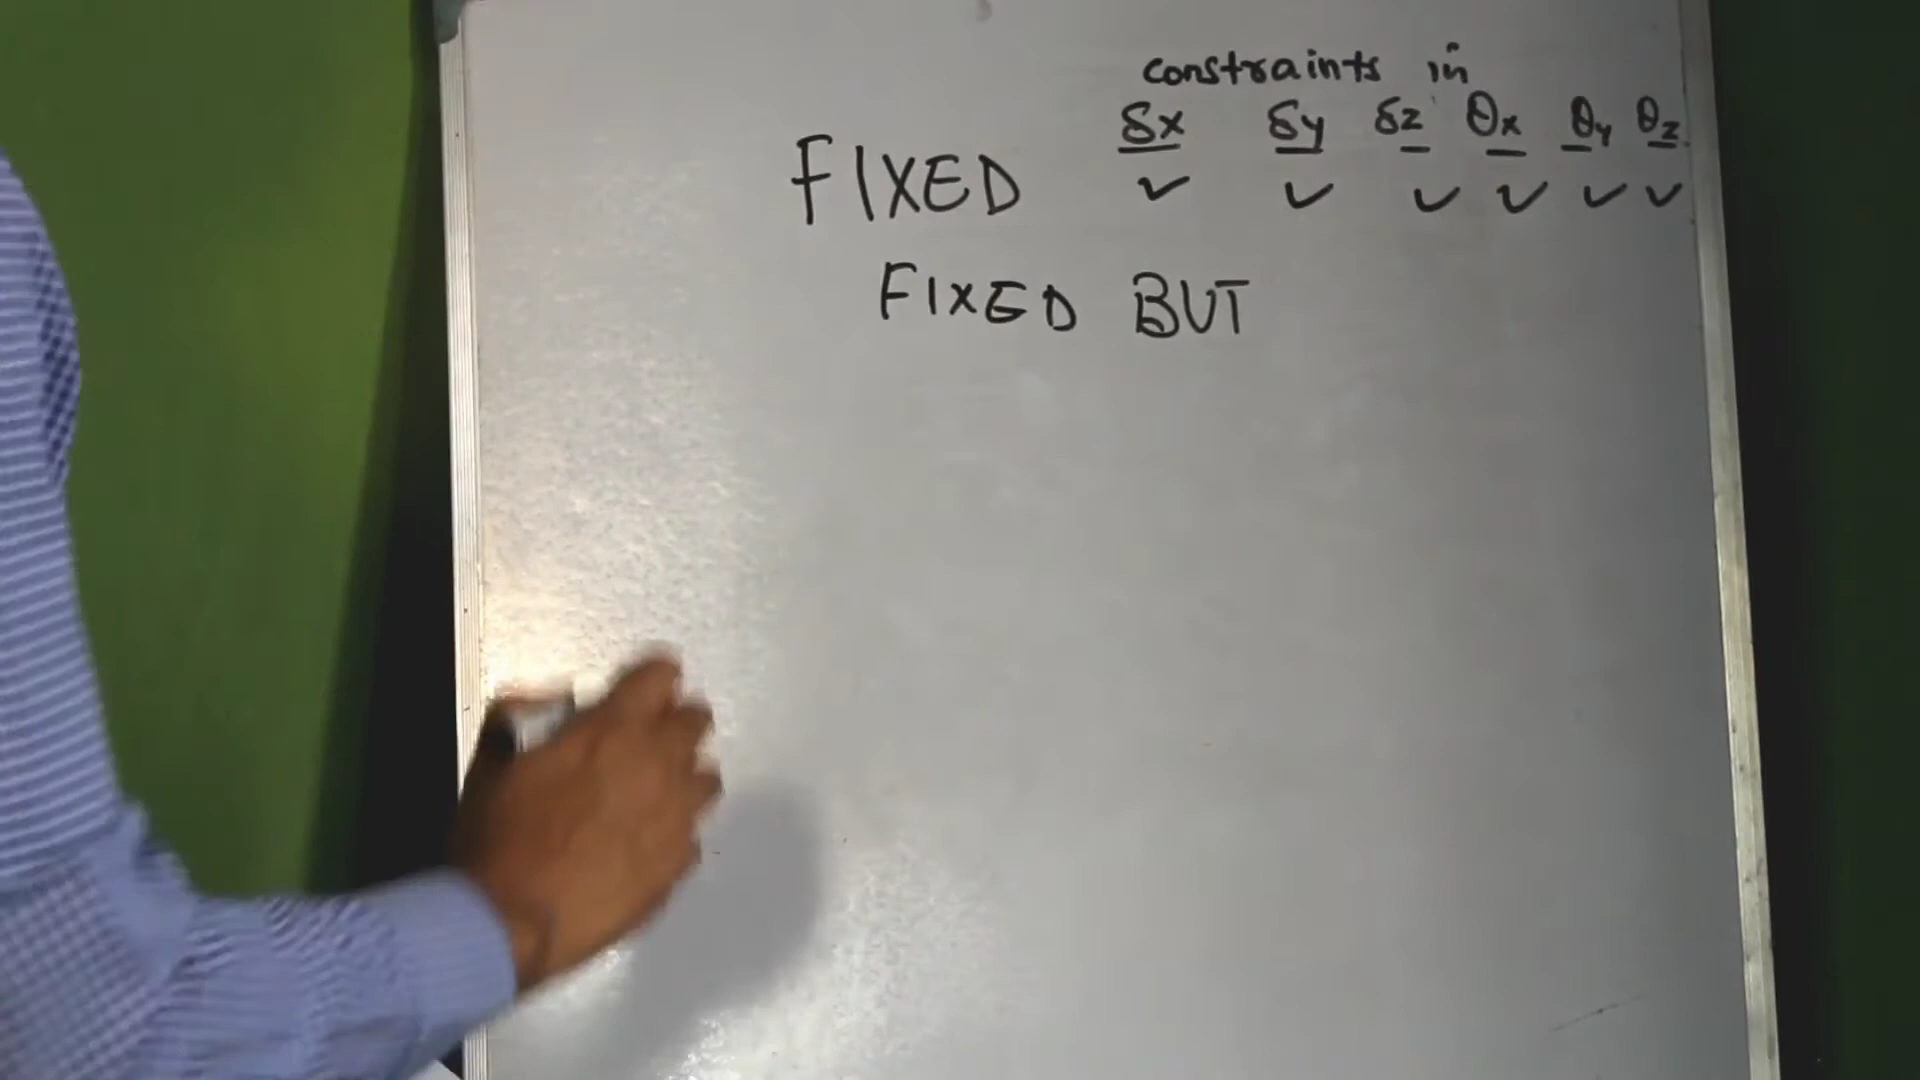 constraints in
δx δy δz θx θy θz
FIXED ✓ ✓ ✓ ✓ ✓ ✓
FIXED BUT